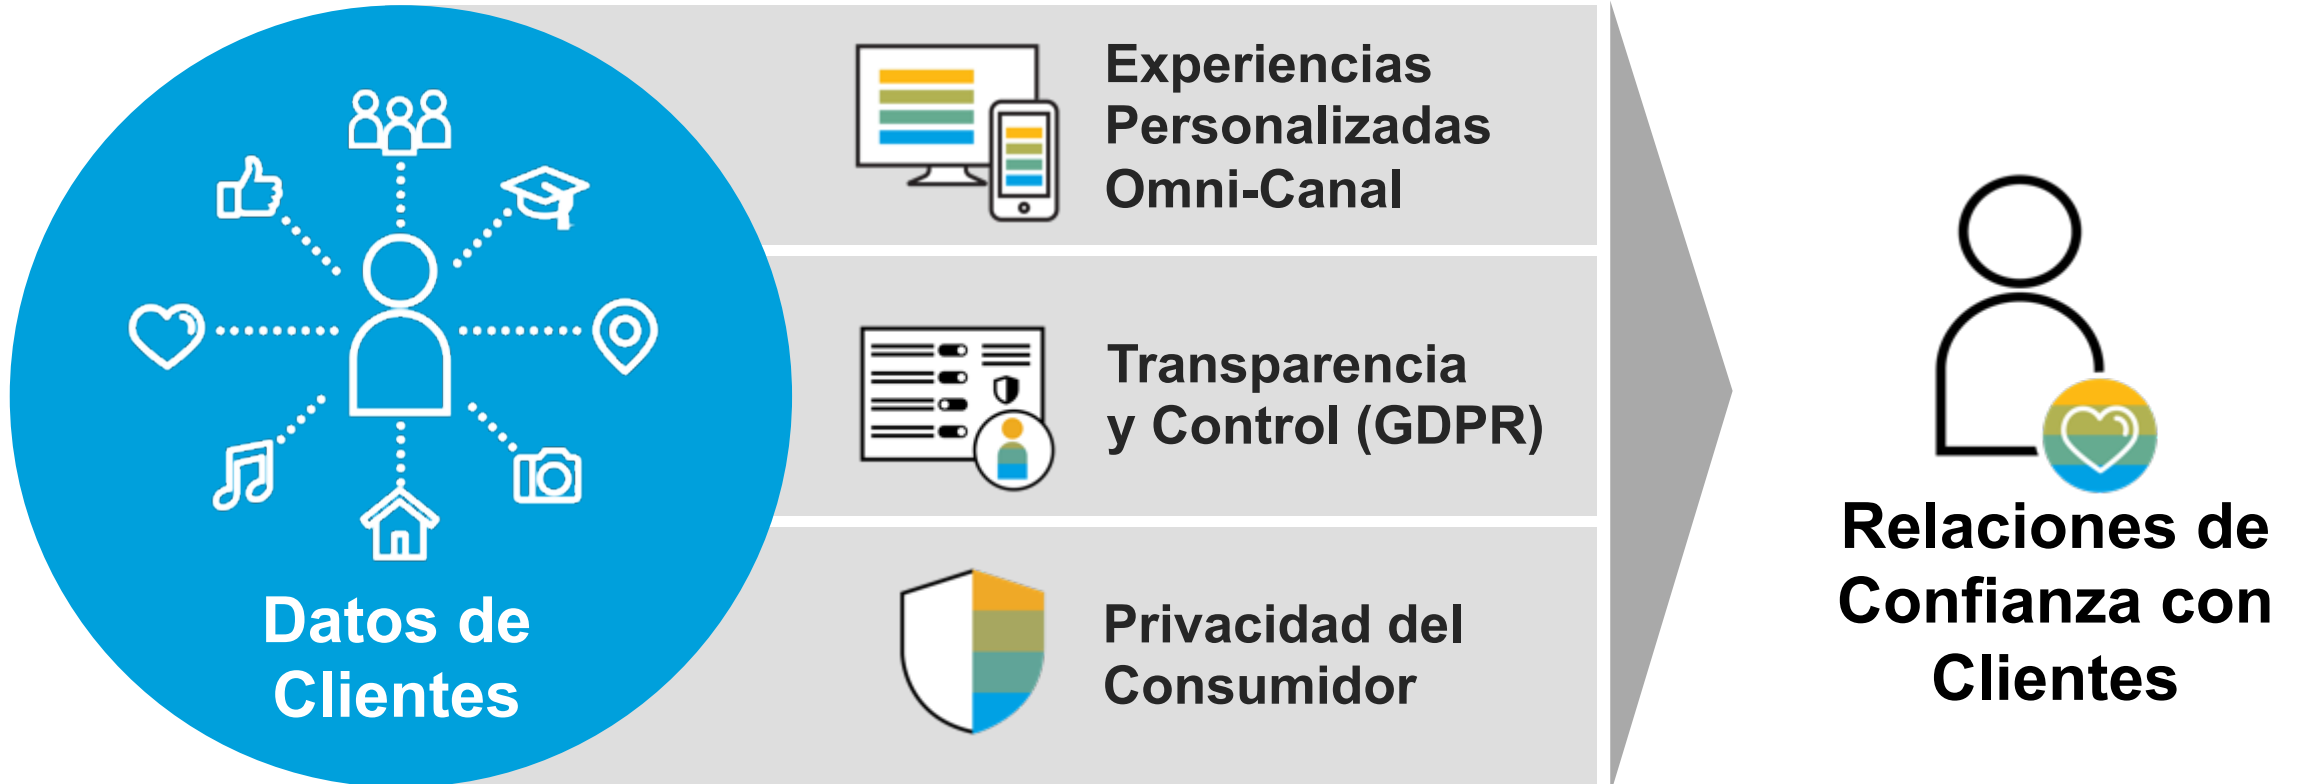 Datos de
Clientes
Experiencias
Personalizadas
Omni-Canal
Transparencia
y Control (GDPR)
Privacidad del
Consumidor
Relaciones de
Confianza con
Clientes